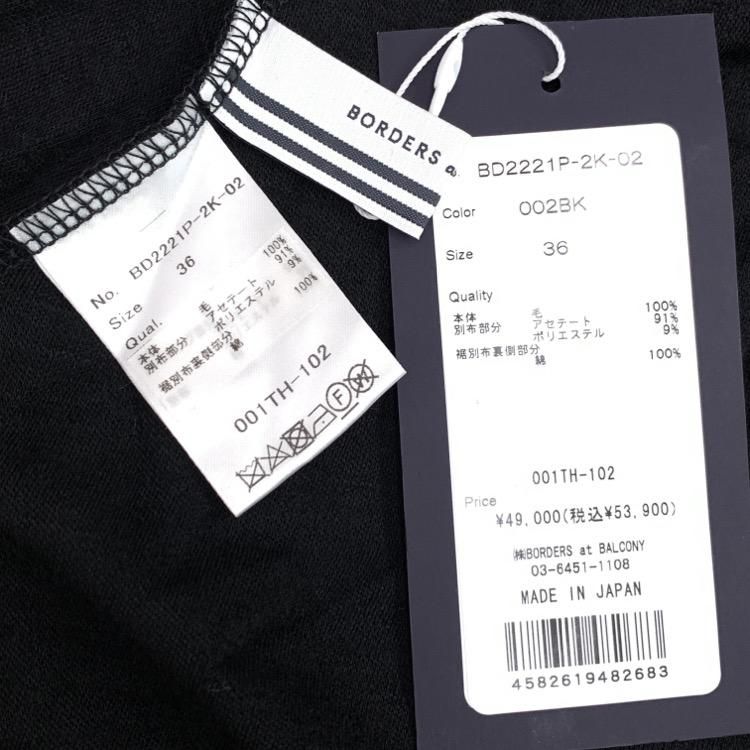 BORDERS a
No. BD2221P-2K-02
Size 36
Qual.
本体 毛 100%
別布部分 アセテート 91%
ポリエステル 9%
裾別布裏側部分 綿 100%
001TH-102
F
W
BD2221P-2K-02
Color 002BK
Size 36
Quality
本体 毛 100%
別布部分 アセテート 91%
ポリエステル 9%
裾別布裏側部分
綿 100%
001TH-102
Price
¥49,000(税込¥53,900)
㈱BORDERS at BALCONY
03-6451-1108
MADE IN JAPAN
4582619482683